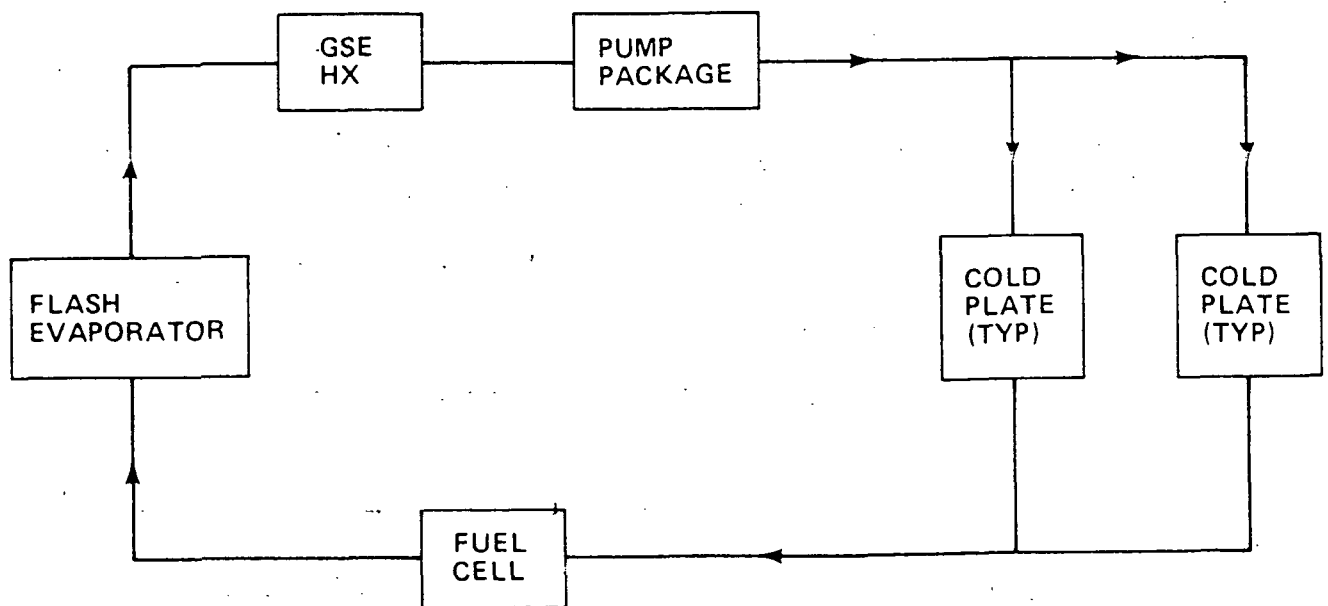 GSE
HX
PUMP
PACKAGE
FLASH
EVAPORATOR
COLD
PLATE
(TYP)
COLD
PLATE
(TYP)
FUEL
CELL